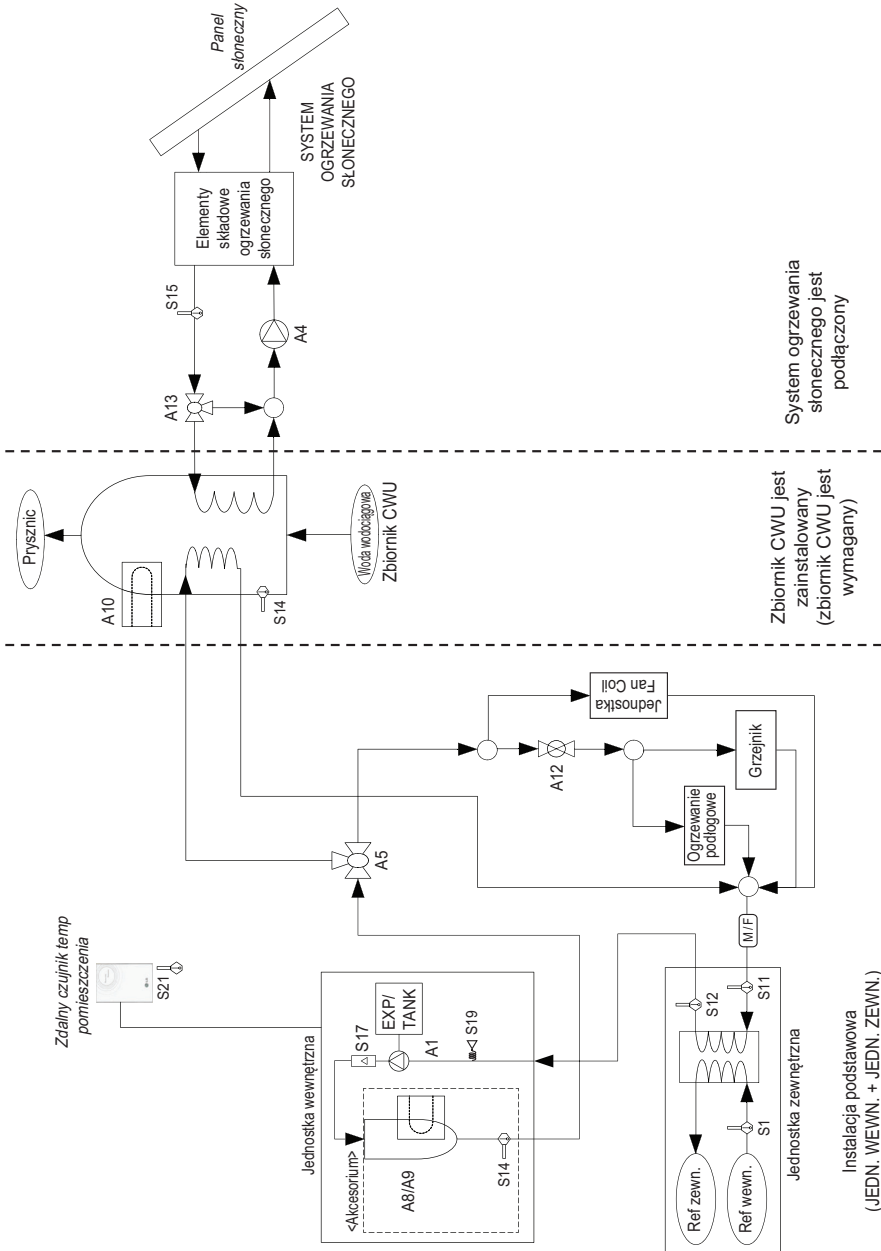 Zdalny czujnik temp
pomieszczenia
S21
Jednostka wewnętrzna
<Akcesorium>
A8/A9
S14
S17
EXP/
TANK
A1
S19
Ref zewn.
Ref wewn.
S1
S12
S11
M / F
Jednostka zewnętrzna
A5
A12
Jednostka
Fan Coil
Ogrzewanie
podłogowe
Grzejnik
Instalacja podstawowa
(JEDN. WEWN. + JEDN. ZEWN.)
Prysznic
A10
S14
Woda wodociągowa
Zbiornik CWU
Zbiornik CWU jest
zainstalowany
(zbiornik CWU jest
wymagany)
A13
S15
A4
Elementy
składowe
ogrzewania
słonecznego
Panel
słoneczny
SYSTEM
OGRZEWANIA
SŁONECZNEGO
System ogrzewania
słonecznego jest
podłączony